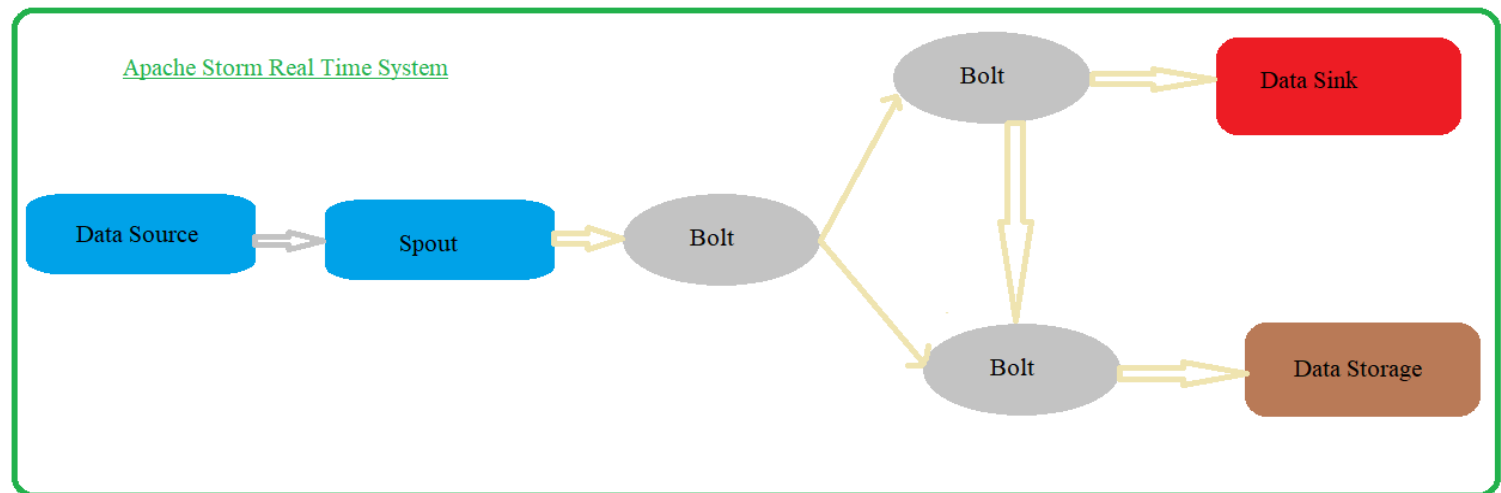 Apache Storm Real Time System
Bolt
Data Sink
Data Source
Spout
Bolt
Bolt
Data Storage